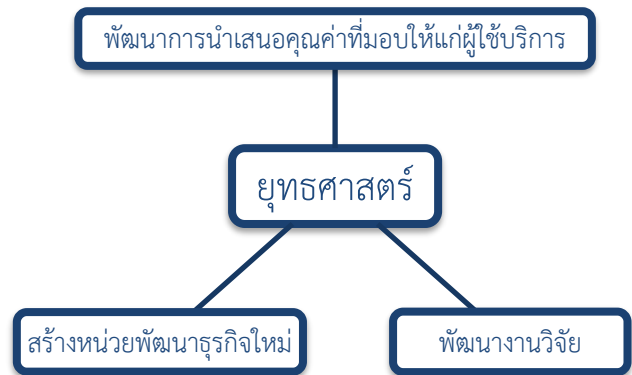 พัฒนาการนำเสนอคุณค่าที่มอบให้แก่ผู้ใช้บริการ
ยุทธศาสตร์
สร้างหน่วยพัฒนาธุรกิจใหม่
พัฒนางานวิจัย